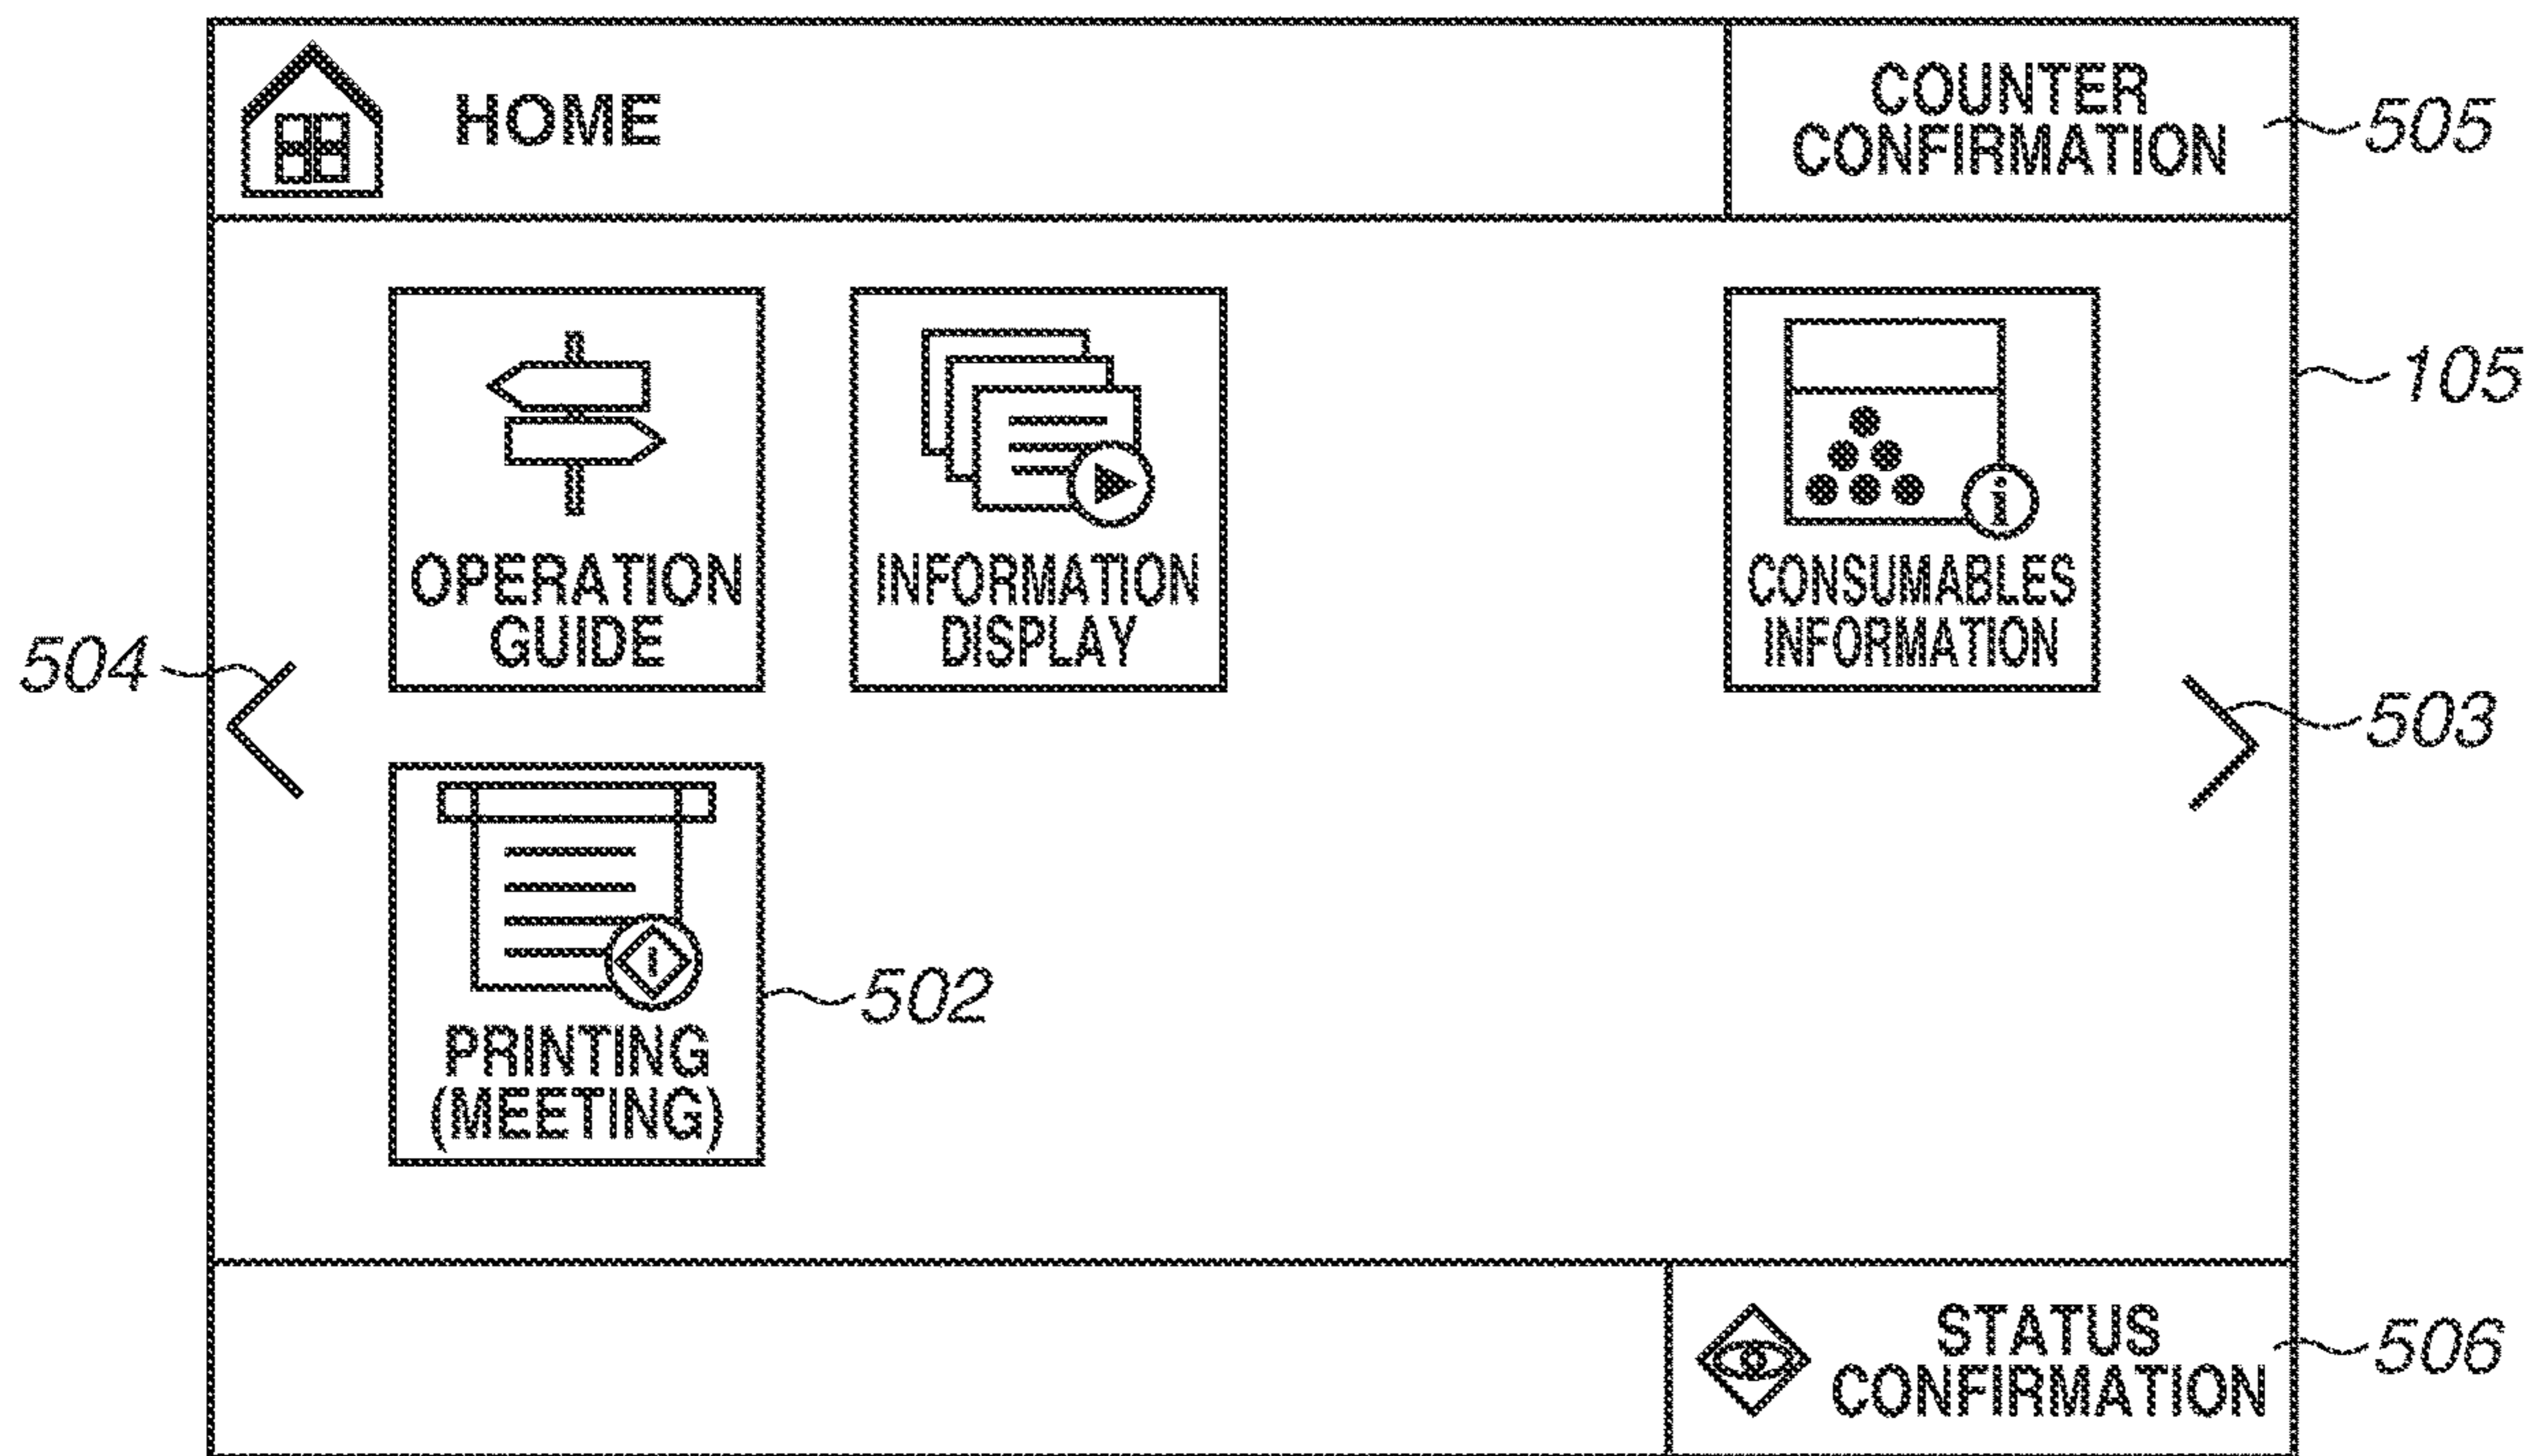 HOME
COUNTER
CONFIRMATION
505
105
OPERATION
GUIDE
INFORMATION
DISPLAY
i
CONSUMABLES
INFORMATION
504
503
PRINTING
(MEETING)
502
STATUS
CONFIRMATION
506